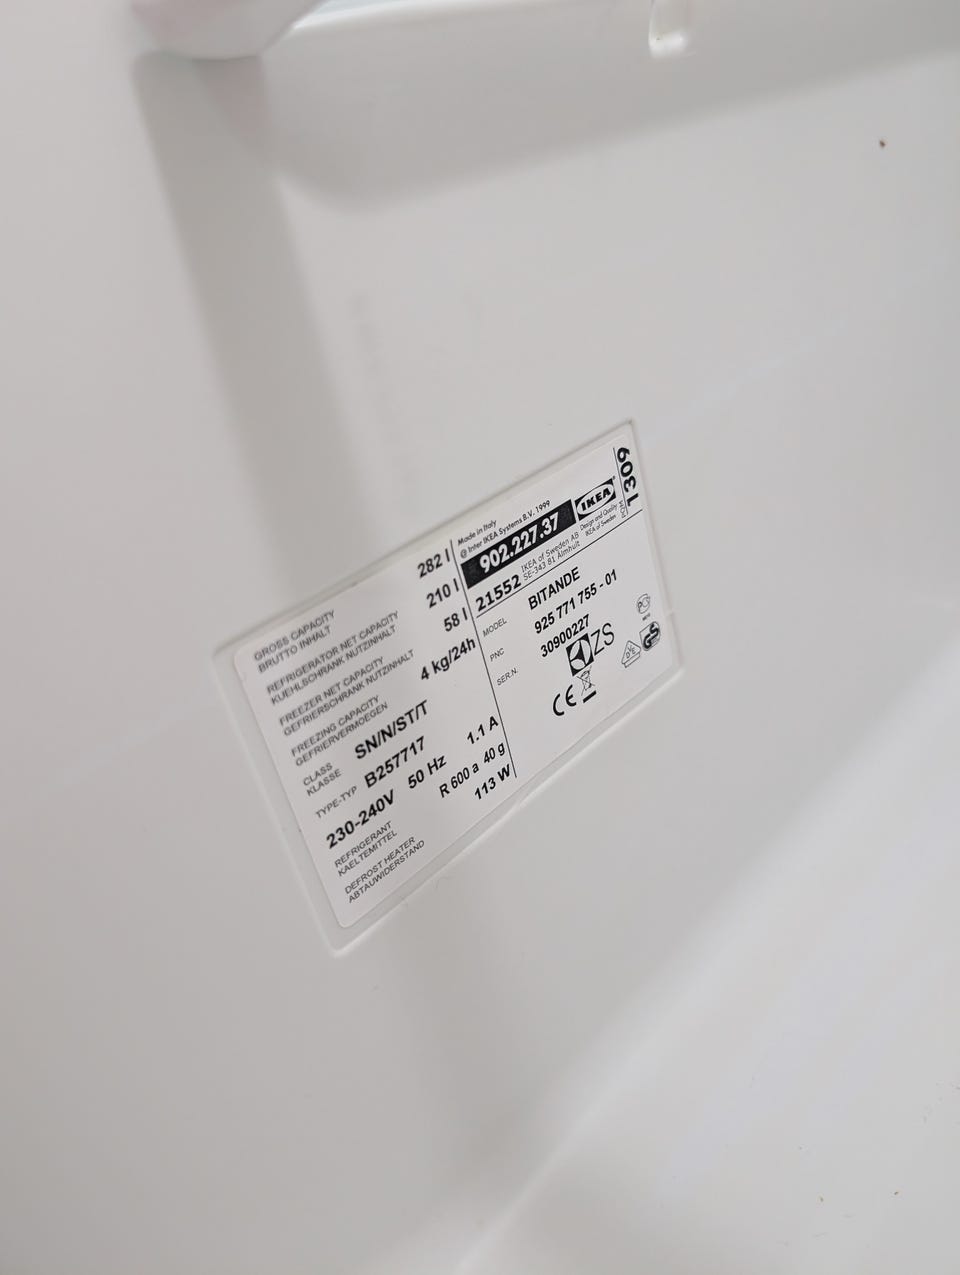 GROSS CAPACITY
BRUTTO INHALT
282 l
REFRIGERATOR NET CAPACITY
KUEHLSCHRANK NUTZINHALT
210 l
FREEZER NET CAPACITY
GEFRIERSCHRANK NUTZINHALT
58 l
FREEZING CAPACITY
GEFRIERVERMOEGEN
4 kg/24h
CLASS
KLASSE
SN/N/ST/T
TYPE-TYP B257717
230-240V 50 Hz 1.1 A
REFRIGERANT
KAELTEMITTEL
R 600 a 40 g
DEFROST HEATER
ABTAUWIDERSTAND
113 W
Made in Italy
@ Inter IKEA Systems B.V. 1999
902.227.37
IKEA
21552
IKEA of Sweden AB
SE-343 81 Älmhult
Design and Quality
IKEA of Sweden
1309
MODEL BITANDE
PNC 925 771 755 - 01
SER.N. 30900227
ZS
CE